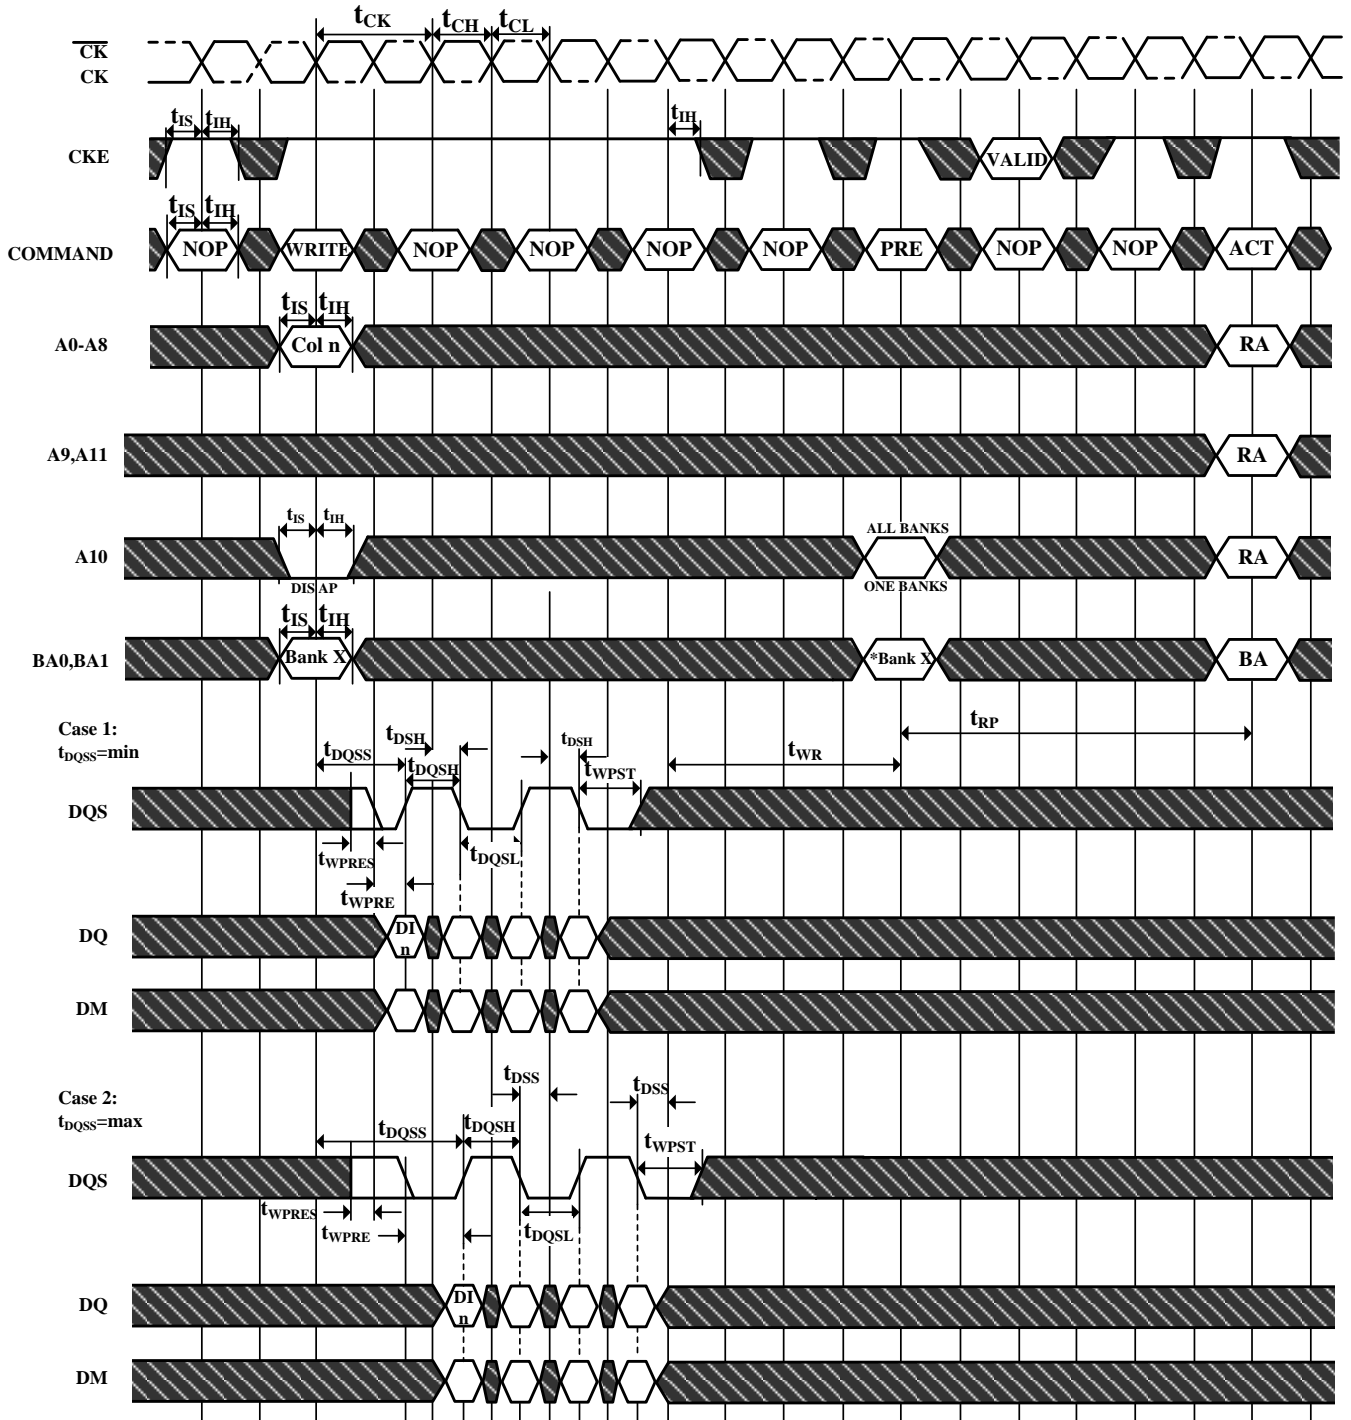 tCK tCH tCL
CK
CK
tIS tIH tIH
CKE VALID
tIS tIH
COMMAND NOP WRITE NOP NOP NOP NOP PRE NOP NOP ACT
tIS tIH
A0-A8 Col n RA
A9,A11 RA
tIS tIH ALL BANKS
A10 RA
DIS AP ONE BANKS
tIS tIH
BA0,BA1 Bank X *Bank X BA
Case 1:
tDQSS=min
tDSH tDSH tRP
tDQSS tDQSH tWPST tWR
DQS
tWPRES tDQSL
tWPRE
DQ DI
n
DM
Case 2:
tDQSS=max
tDSS tDSS
tDQSS tDQSH tWPST
DQS
tWPRES
tWPRE tDQSL
DQ DI
n
DM